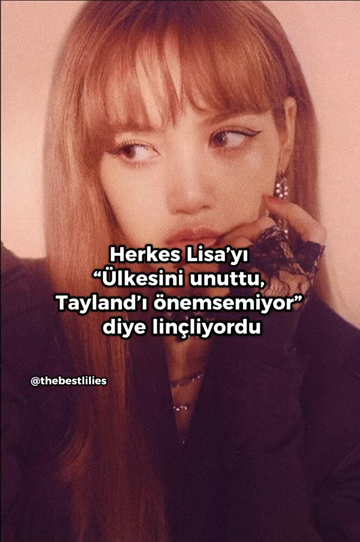 Herkes Lisa’yı
“Ülkesini unuttu,
Tayland’ı önemsemiyor”
diye linçliyordu
@thebestlilies